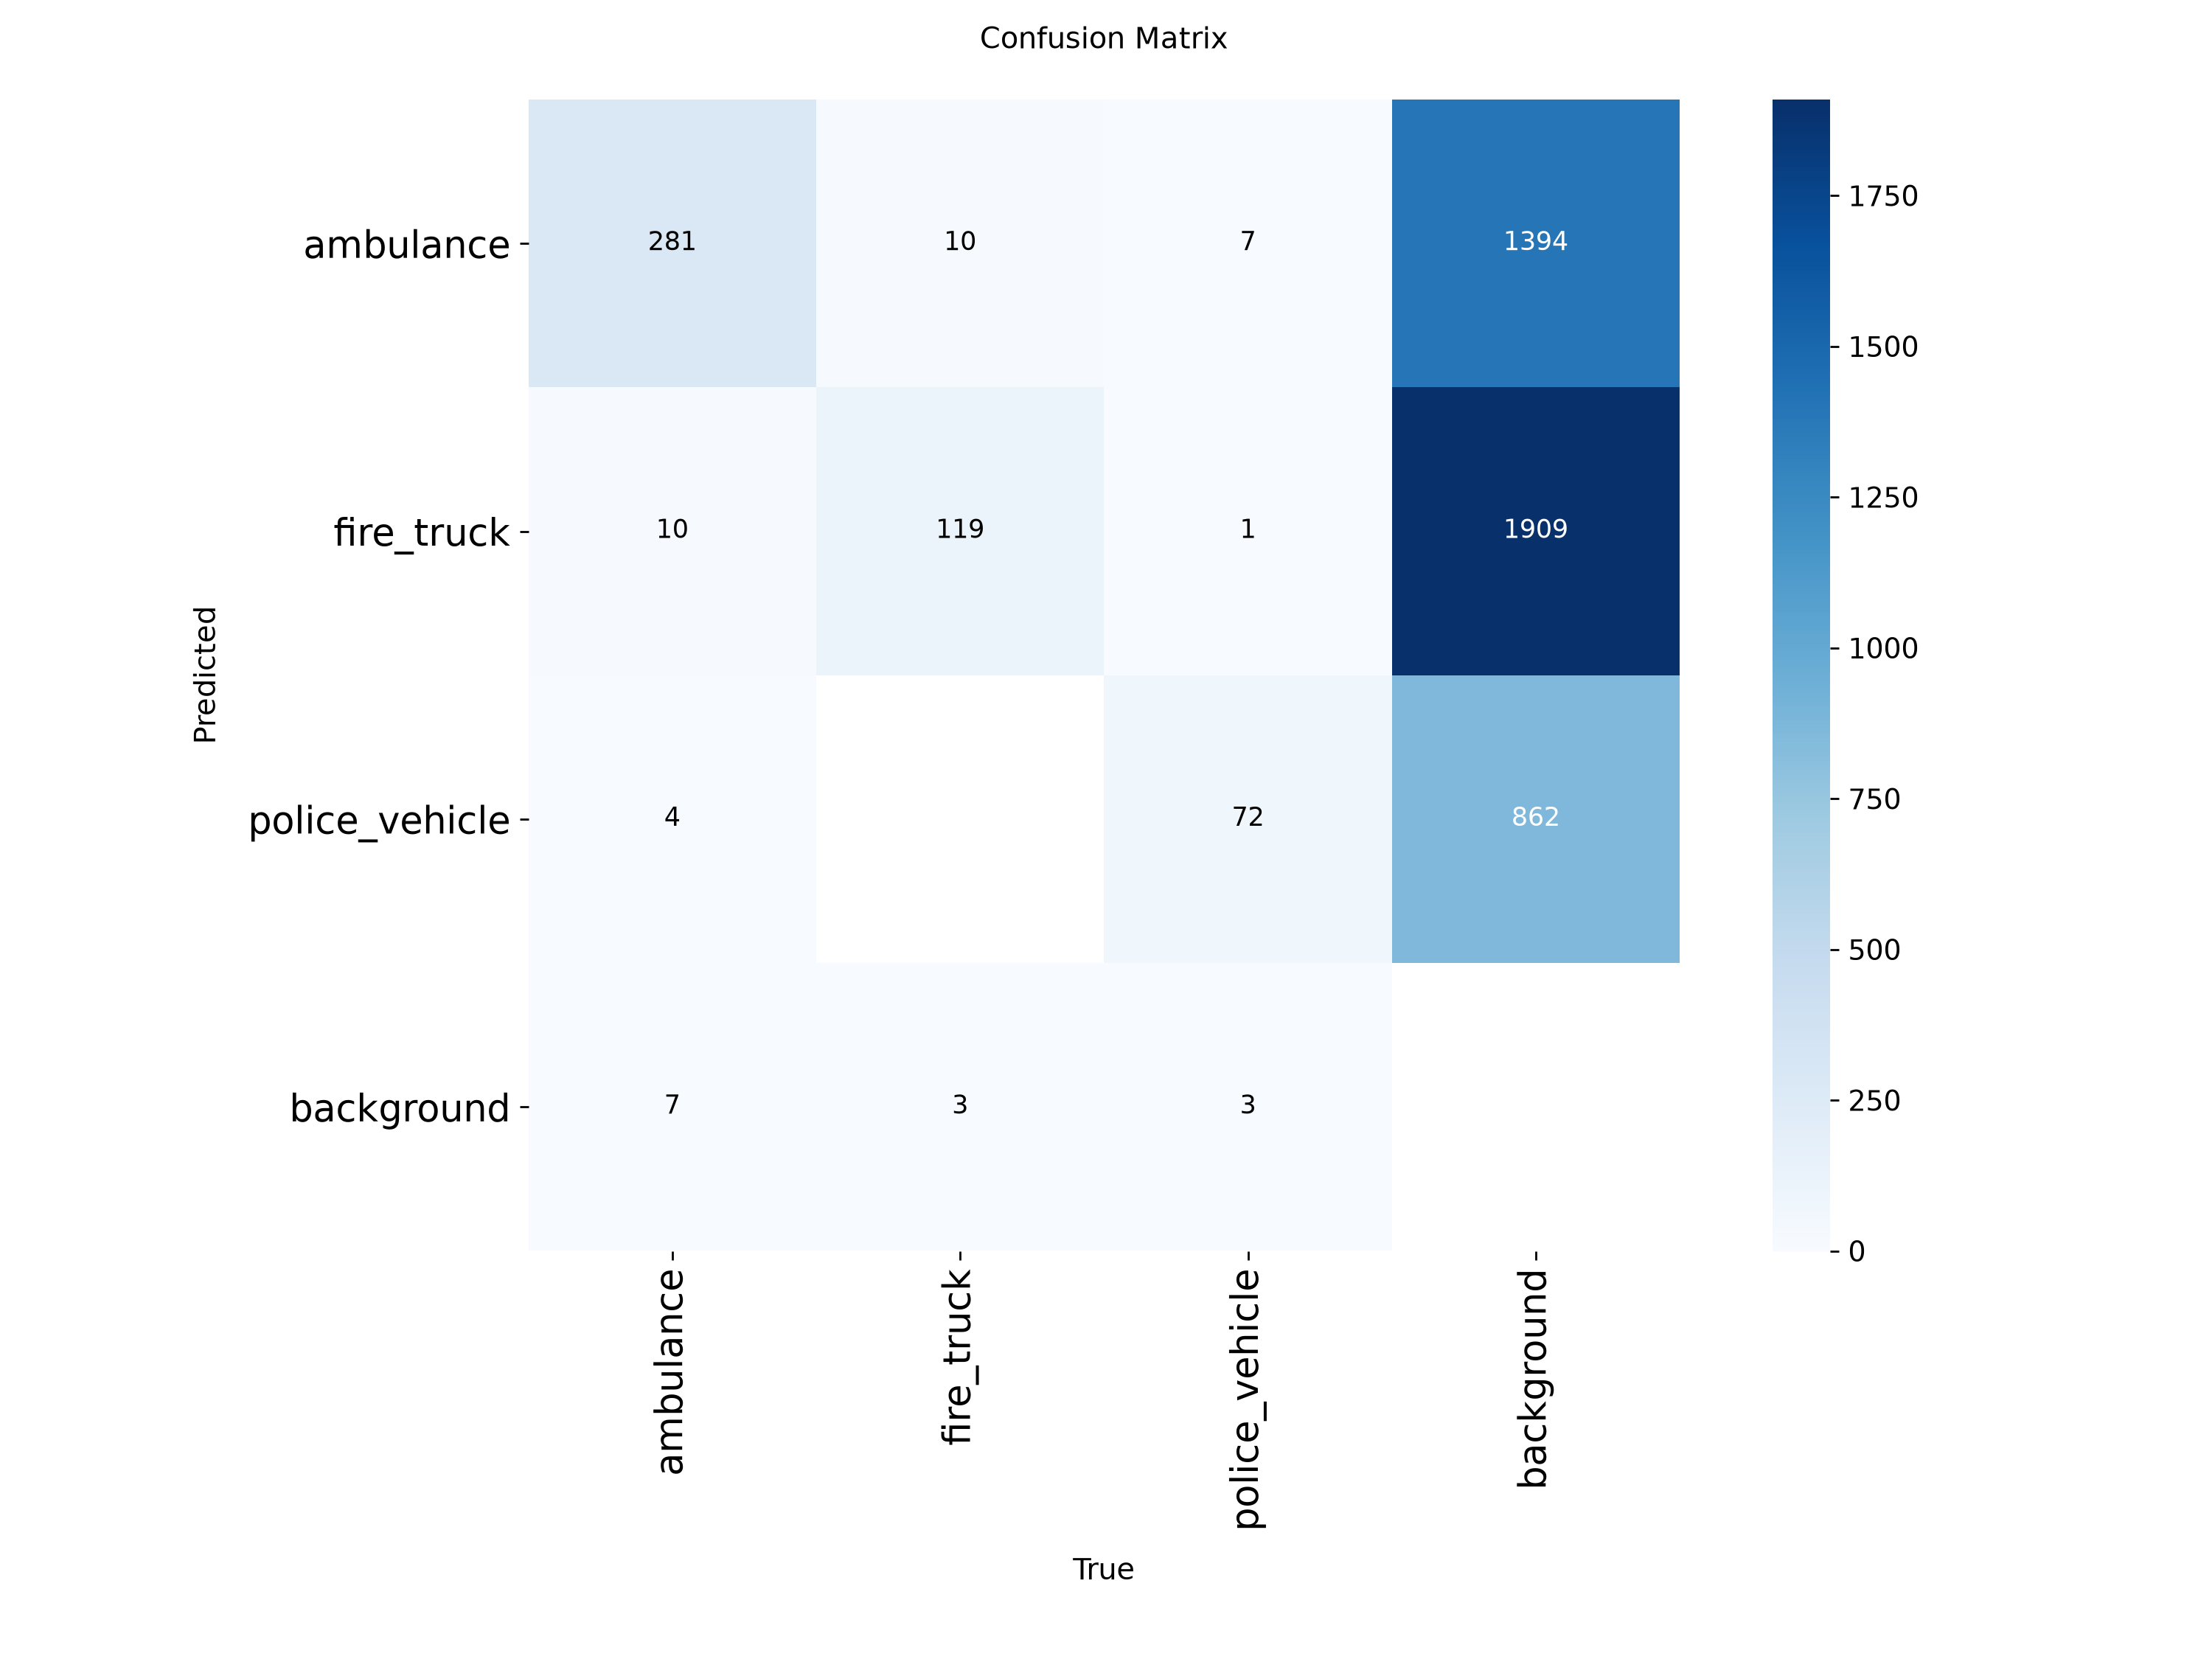 Confusion Matrix
ambulance 281 10 7 1394
fire_truck 10 119 1 1909
police_vehicle 4 72 862
background 7 3 3
Predicted
ambulance
fire_truck
police_vehicle
background
True
1750
1500
1250
1000
750
500
250
0